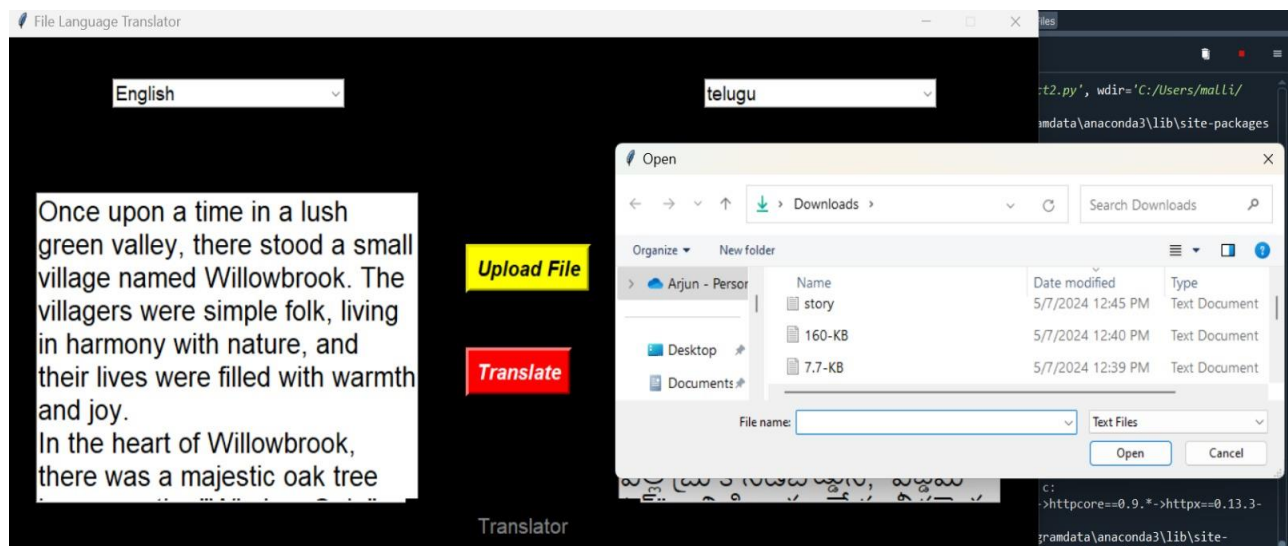 File Language Translator
iles
English
telugu
ct2.py', wdir='C:/Users/malli/
amdata\anaconda3\lib\site-packages
Once upon a time in a lush
green valley, there stood a small
village named Willowbrook. The
villagers were simple folk, living
in harmony with nature, and
their lives were filled with warmth
and joy.
In the heart of Willowbrook,
there was a majestic oak tree
Upload File
Translate
Translator
Open
Downloads
Search Downloads
Organize
New folder
Arjun - Person
Desktop
Documents
Name
Date modified
Type
story
5/7/2024 12:45 PM
Text Document
160-KB
5/7/2024 12:40 PM
Text Document
7.7-KB
5/7/2024 12:39 PM
Text Document
File name:
Text Files
Open
Cancel
c:
->httpcore==0.9.*->httpx==0.13.3-
gramdata\anaconda3\lib\site-